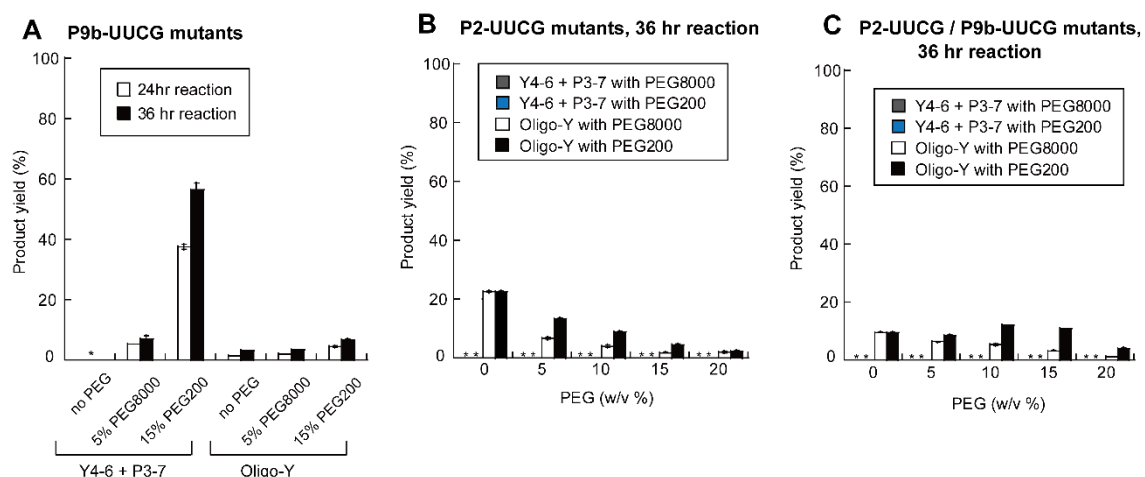 A
P9b-UUCG mutants
100
80
60
40
20
0
Product yield (%)
24hr reaction
36 hr reaction
*
no PEG
5% PEG8000
15% PEG200
no PEG
5% PEG8000
15% PEG200
Y4-6 + P3-7
Oligo-Y
B
P2-UUCG mutants, 36 hr reaction
100
80
60
40
20
0
Product yield (%)
Y4-6 + P3-7 with PEG8000
Y4-6 + P3-7 with PEG200
Oligo-Y with PEG8000
Oligo-Y with PEG200
* * * * * * * * * *
0 5 10 15 20
PEG (w/v %)
C
P2-UUCG / P9b-UUCG mutants,
36 hr reaction
100
80
60
40
20
0
Product yield (%)
Y4-6 + P3-7 with PEG8000
Y4-6 + P3-7 with PEG200
Oligo-Y with PEG8000
Oligo-Y with PEG200
* * * * * * * * * *
0 5 10 15 20
PEG (w/v %)